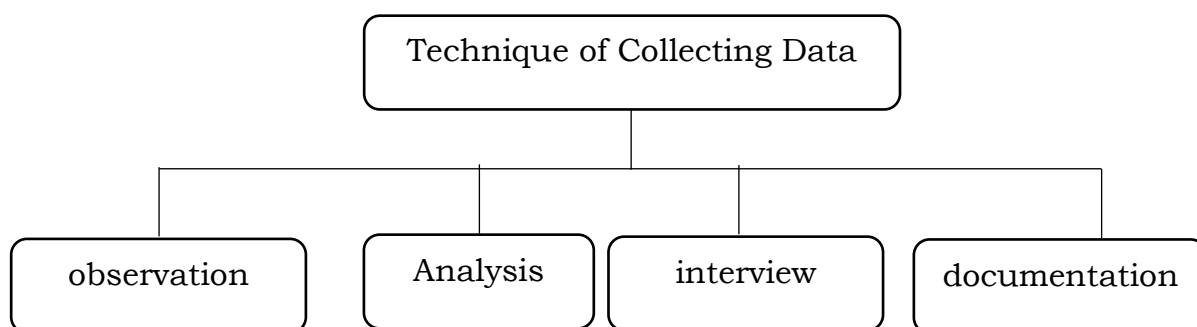 Technique of Collecting Data
observation
Analysis
interview
documentation